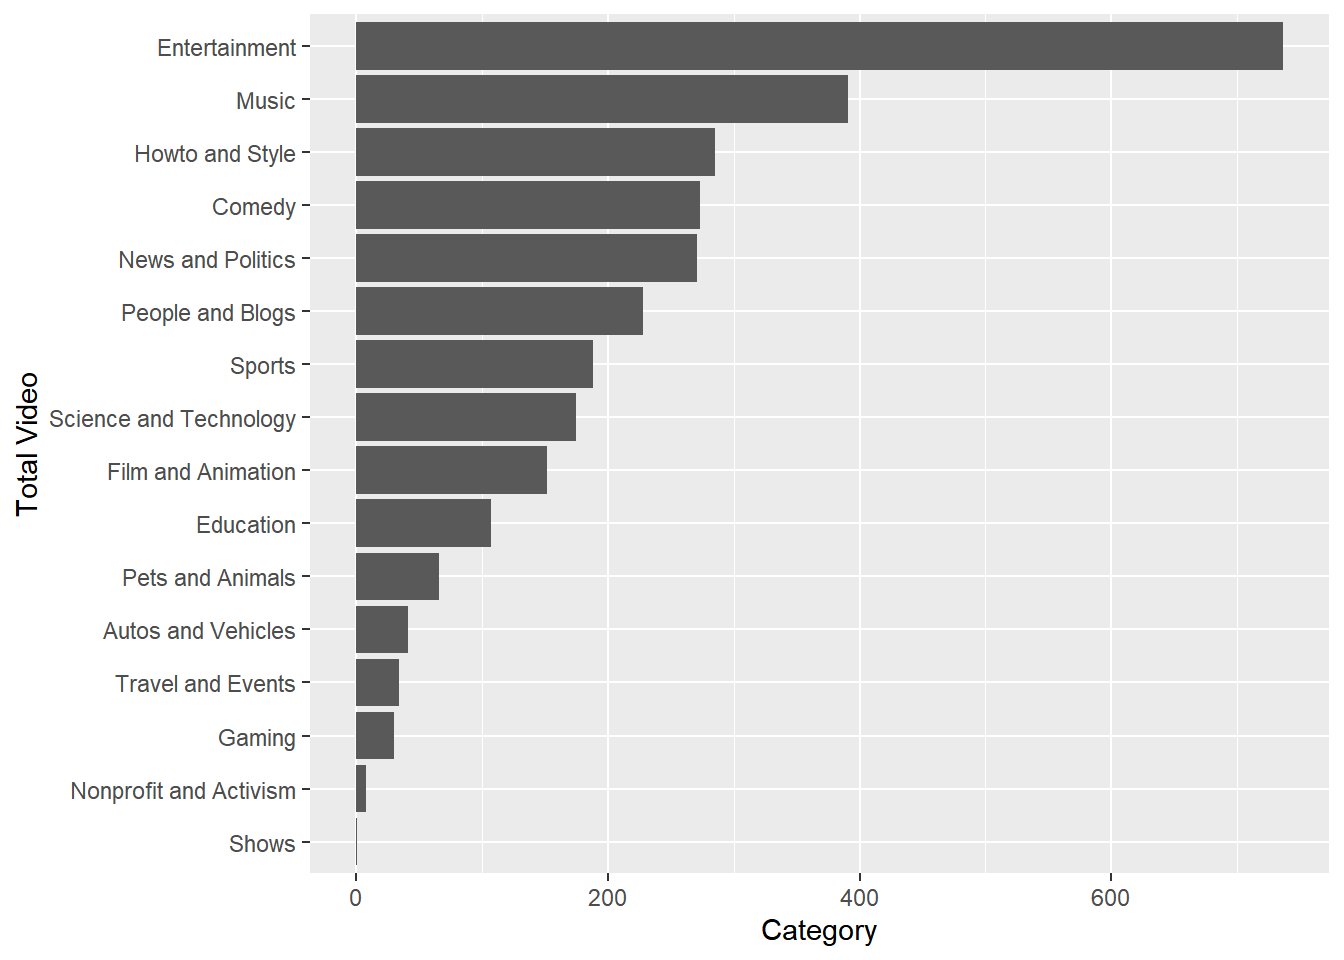 Entertainment
Music
Howto and Style
Comedy
News and Politics
People and Blogs
Sports
Science and Technology
Film and Animation
Education
Pets and Animals
Autos and Vehicles
Travel and Events
Gaming
Nonprofit and Activism
Shows
Total Video
0 200 400 600
Category